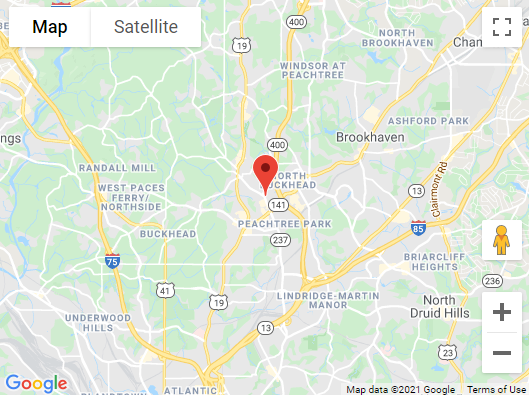 Map
Satellite
400
19
NORTH
BROOKHAVEN
Cham
WINDSOR AT
PEACHTREE
ASHFORD PARK
Brookhaven
ngs
400
RANDALL MILL
NORTH
BUCKHEAD
WEST PACES
FERRY/
NORTHSIDE
13
Clairmont Rd
141
PEACHTREE PARK
BUCKHEAD
237
85
75
BRIARCLIFF
HEIGHTS
236
41
19
LINDRIDGE-MARTIN
MANOR
North
Druid Hills
UNDERWOOD
HILLS
13
23
ATLANTIC
Google
Map data ©2021 Google
Terms of Use